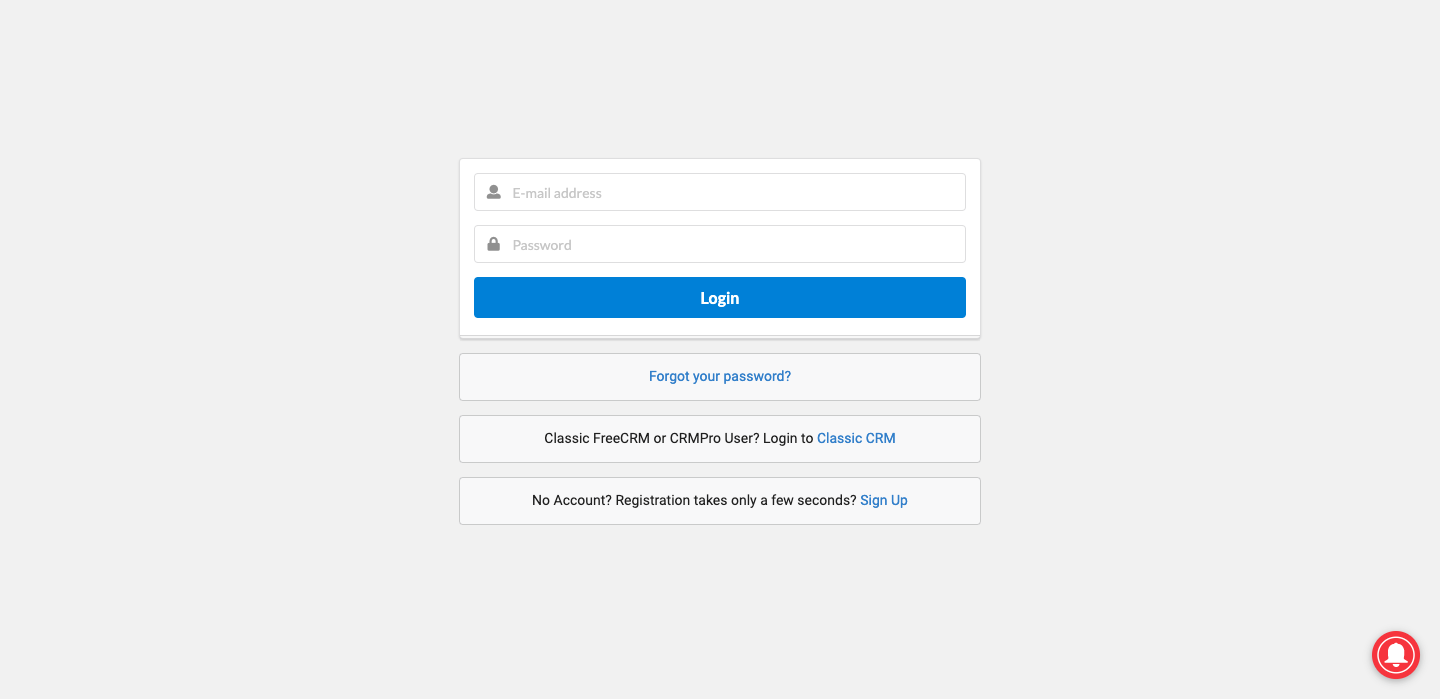 E-mail address
Password
Login
Forgot your password?
Classic FreeCRM or CRMPro User? Login to Classic CRM
No Account? Registration takes only a few seconds? Sign Up